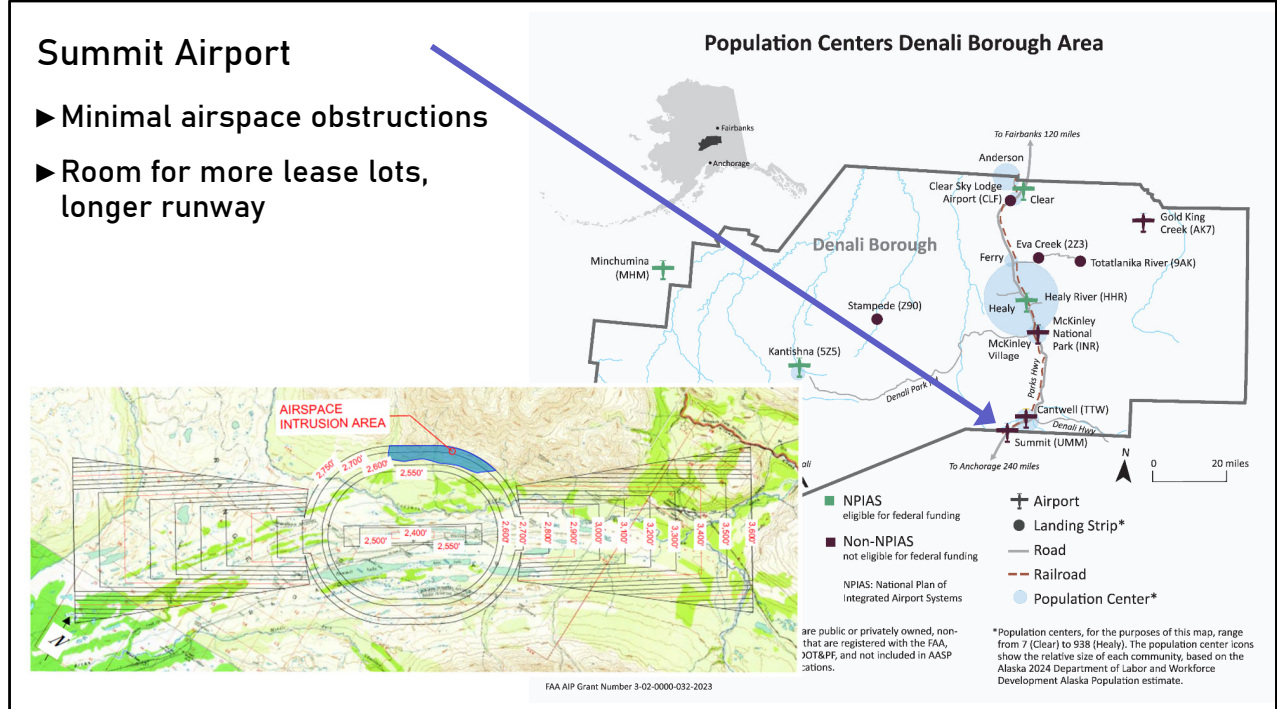 Summit Airport
► Minimal airspace obstructions
► Room for more lease lots,
longer runway
Population Centers Denali Borough Area
Fairbanks
Anchorage
To Fairbanks 120 miles
Anderson
Clear Sky Lodge
Airport (CLF)
Clear
Gold King
Creek (AK7)
Denali Borough
Eva Creek (2Z3)
Ferry
Totatlanika River (9AK)
Minchumina
(MHM)
Stampede (Z90)
Healy River (HHR)
Healy
McKinley
National
Park (INR)
McKinley
Village
Kantishna (5Z5)
Denali Park
Parks Hwy
Cantwell (TTW)
Denali Hwy
Summit (UMM)
To Anchorage 240 miles
N
0 20 miles
AIRSPACE
INTRUSION AREA
2,750'
2,700'
2,600'
2,550'
2,400'
2,500'
2,550'
2,600'
2,700'
2,800'
2,900'
3,000'
3,100'
3,200'
3,300'
3,400'
3,500'
3,600'
N
NPIAS
eligible for federal funding
Non-NPIAS
not eligible for federal funding
NPIAS: National Plan of
Integrated Airport Systems
Airport
Landing Strip*
Road
Railroad
Population Center*
are public or privately owned, non-
that are registered with the FAA,
DOT&PF, and not included in AASP
cations.
*Population centers, for the purposes of this map, range
from 7 (Clear) to 938 (Healy). The population center icons
show the relative size of each community, based on the
Alaska 2024 Department of Labor and Workforce
Development Alaska Population estimate.
FAA AIP Grant Number 3-02-0000-032-2023